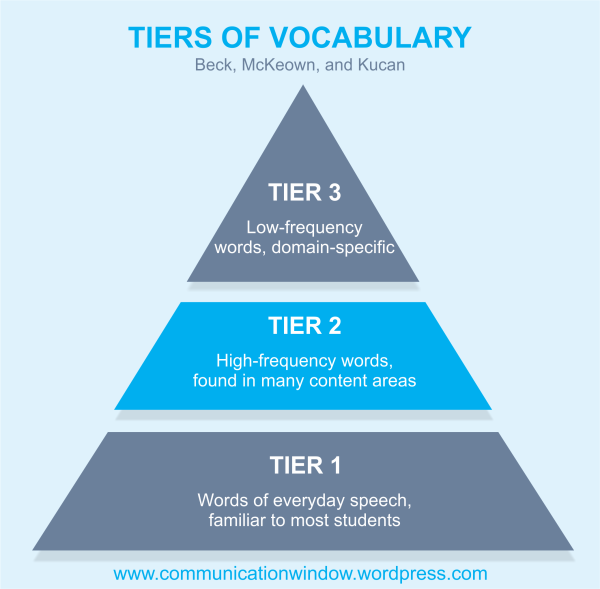 TIERS OF VOCABULARY
Beck, McKeown, and Kucan
TIER 3
Low-frequency
words, domain-specific
TIER 2
High-frequency words,
found in many content areas
TIER 1
Words of everyday speech,
familiar to most students
www.communicationwindow.wordpress.com